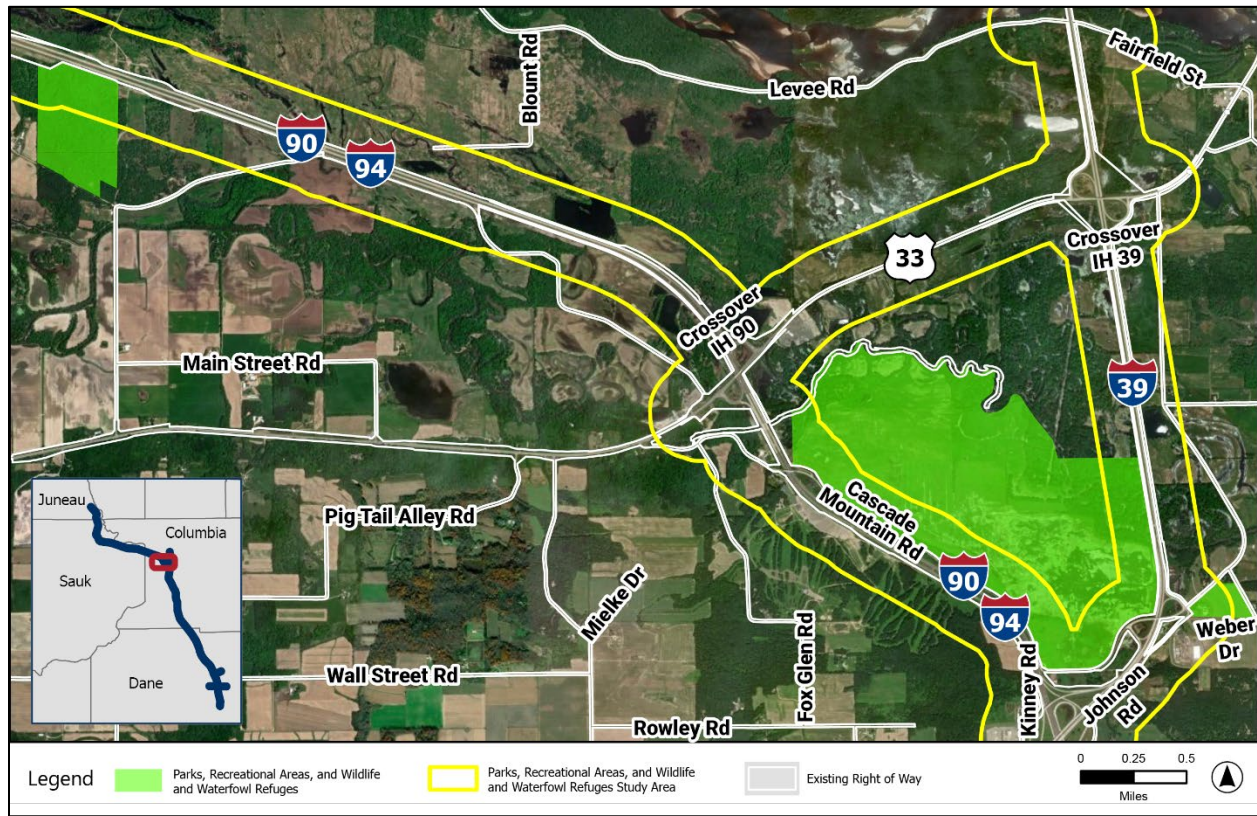 Fairfield St
Blount Rd
Levee Rd
90
94
33
Crossover
IH 39
Crossover
IH 90
Main Street Rd
39
Pig Tail Alley Rd
Cascade
Mountain Rd
90
94
Mielke Dr
Fox Glen Rd
Wall Street Rd
Rowley Rd
Kinney Rd
Johnson
Rd
Weber
Dr
Juneau
Columbia
Sauk
Dane
Legend
Parks, Recreational Areas, and Wildlife
and Waterfowl Refuges
Parks, Recreational Areas, and Wildlife
and Waterfowl Refuges Study Area
Existing Right of Way
0 0.25 0.5
Miles